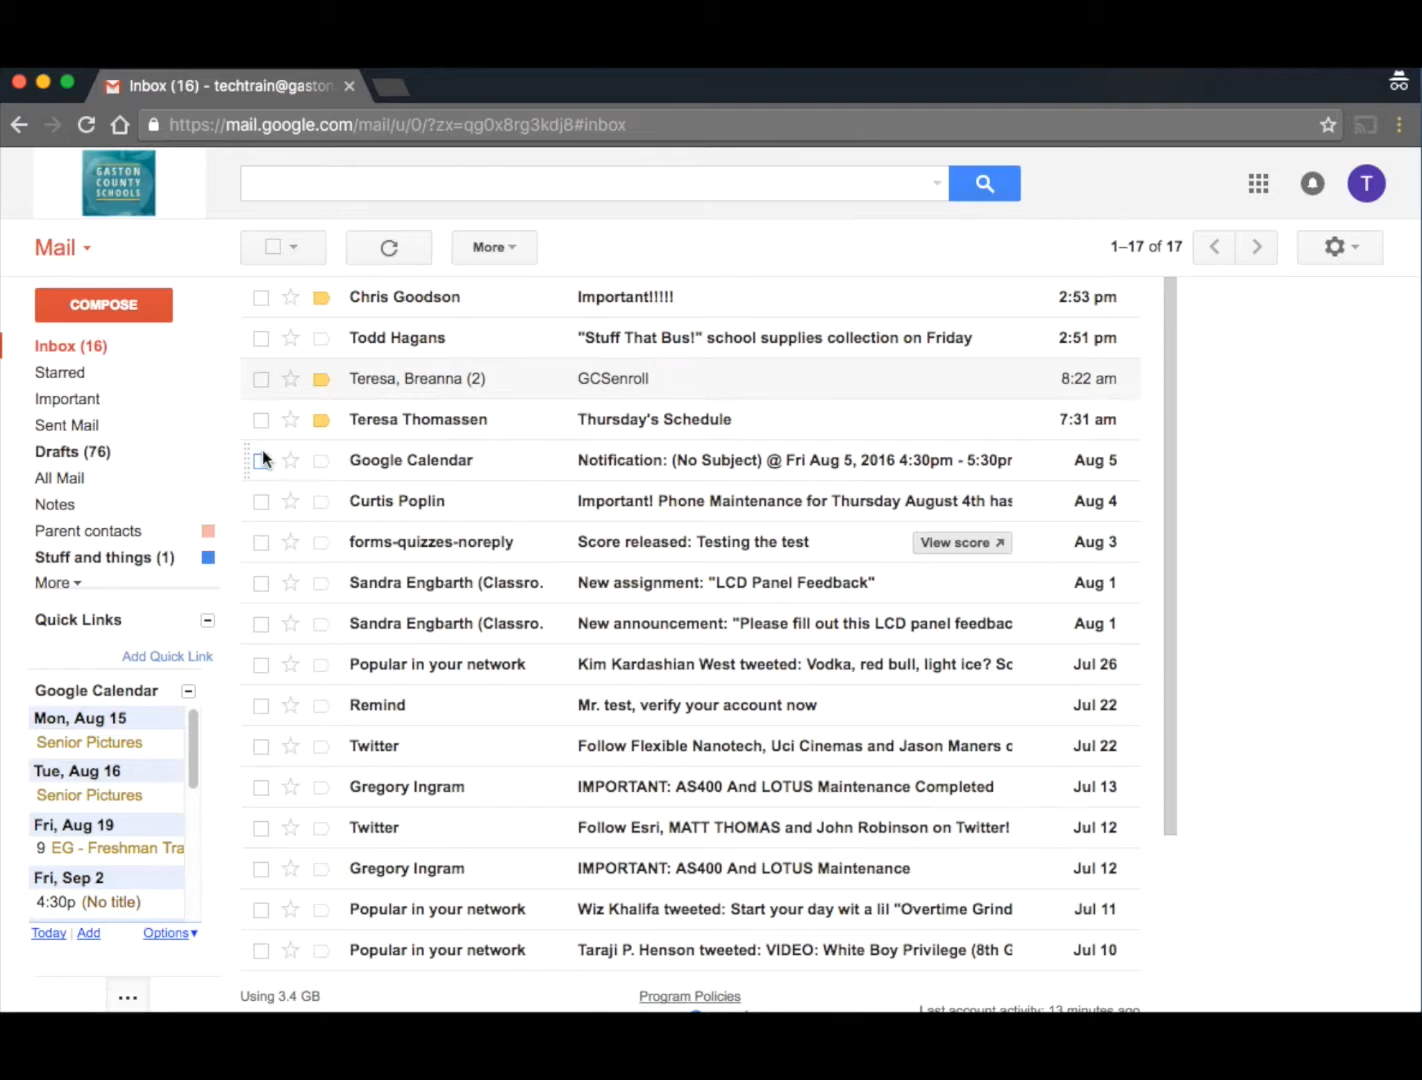 Inbox (16) - techtrain@gaston
https://mail.google.com/mail/u/0/?zx=qg0x8rg3kdj8#inbox
GASTON
COUNTY
SCHOOLS
T
Mail
More
1–17 of 17
COMPOSE
Inbox (16)
Starred
Important
Sent Mail
Drafts (76)
All Mail
Notes
Parent contacts
Stuff and things (1)
More
Quick Links
Add Quick Link
Google Calendar
Mon, Aug 15
Senior Pictures
Tue, Aug 16
Senior Pictures
Fri, Aug 19
9 EG - Freshman Tra
Fri, Sep 2
4:30p (No title)
Today | Add Options▾
...
Chris Goodson Important!!!!! 2:53 pm
Todd Hagans "Stuff That Bus!" school supplies collection on Friday 2:51 pm
Teresa, Breanna (2) GCSenroll 8:22 am
Teresa Thomassen Thursday's Schedule 7:31 am
Google Calendar Notification: (No Subject) @ Fri Aug 5, 2016 4:30pm - 5:30pr Aug 5
Curtis Poplin Important! Phone Maintenance for Thursday August 4th has Aug 4
forms-quizzes-noreply Score released: Testing the test View score Aug 3
Sandra Engbarth (Classro. New assignment: "LCD Panel Feedback" Aug 1
Sandra Engbarth (Classro. New announcement: "Please fill out this LCD panel feedbac Aug 1
Popular in your network Kim Kardashian West tweeted: Vodka, red bull, light ice? Sc Jul 26
Remind Mr. test, verify your account now Jul 22
Twitter Follow Flexible Nanotech, Uci Cinemas and Jason Maners c Jul 22
Gregory Ingram IMPORTANT: AS400 And LOTUS Maintenance Completed Jul 13
Twitter Follow Esri, MATT THOMAS and John Robinson on Twitter! Jul 12
Gregory Ingram IMPORTANT: AS400 And LOTUS Maintenance Jul 12
Popular in your network Wiz Khalifa tweeted: Start your day wit a lil "Overtime Grind Jul 11
Popular in your network Taraji P. Henson tweeted: VIDEO: White Boy Privilege (8th G Jul 10
Using 3.4 GB
Program Policies
Last account activity: 13 minutes ago